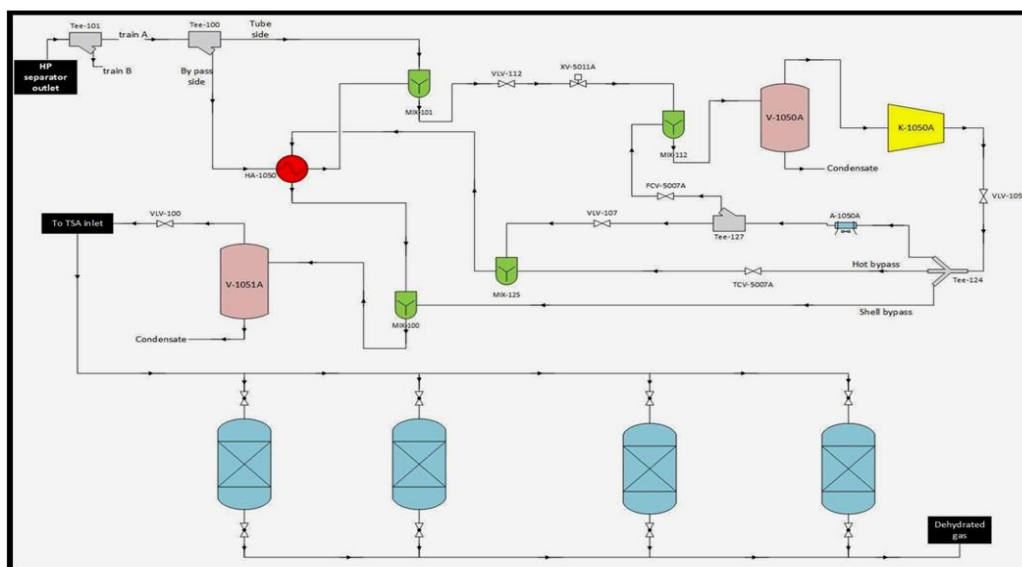 Tee-101
Tee-100
Tube
side
train A
HP
separator
outlet
train B
By pass
side
MIX-101
VLV-112
XV-5011A
MIX-112
V-1050A
K-1050A
Condensate
HA-1050
FCV-5007A
VLV-105
To TSA inlet
VLV-100
VLV-107
Tee-127
A-1050A
V-1051A
MIX-125
Hot bypass
TCV-5007A
Tee-124
MIX-100
Shell bypass
Condensate
Dehydrated
gas